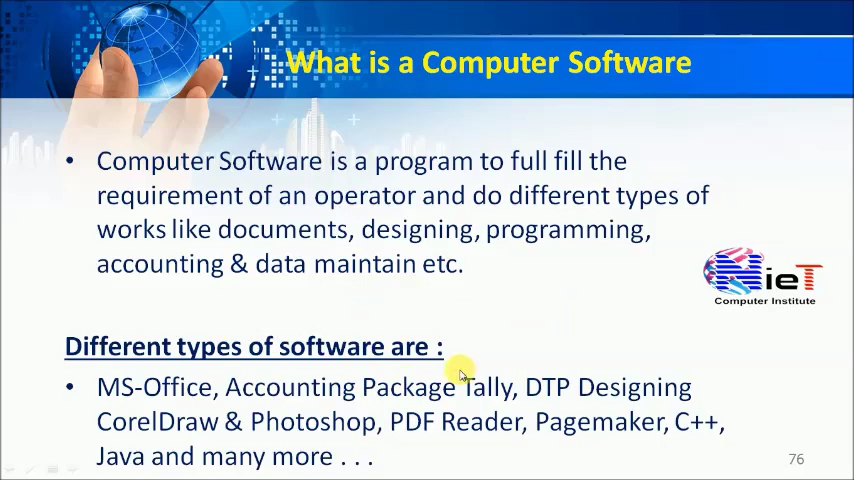 What is a Computer Software
• Computer Software is a program to full fill the
requirement of an operator and do different types of
works like documents, designing, programming,
accounting & data maintain etc.
NieT
Computer Institute
Different types of software are :
• MS-Office, Accounting Package Tally, DTP Designing
CorelDraw & Photoshop, PDF Reader, Pagemaker, C++,
Java and many more . . .
76